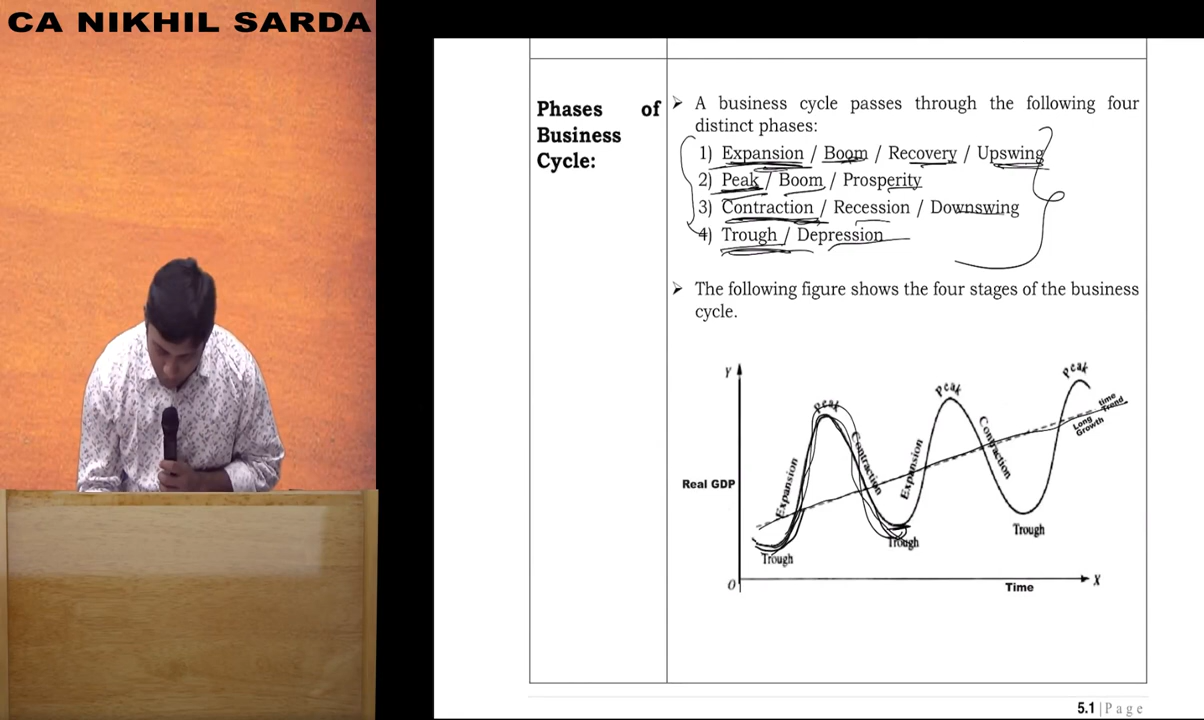 CA NIKHIL SARDA
Phases of
Business
Cycle:
➢ A business cycle passes through the following four
distinct phases:
1) Expansion / Boom / Recovery / Upswing
2) Peak / Boom / Prosperity
3) Contraction / Recession / Downswing
4) Trough / Depression
➢ The following figure shows the four stages of the business
cycle.
Y
Peak
Peak
Peak
Long time
Growth Trend
Expansion
Contraction
Expansion
Contraction
Real GDP
Trough
Trough
Trough
O
X
Time
5.1 | Page